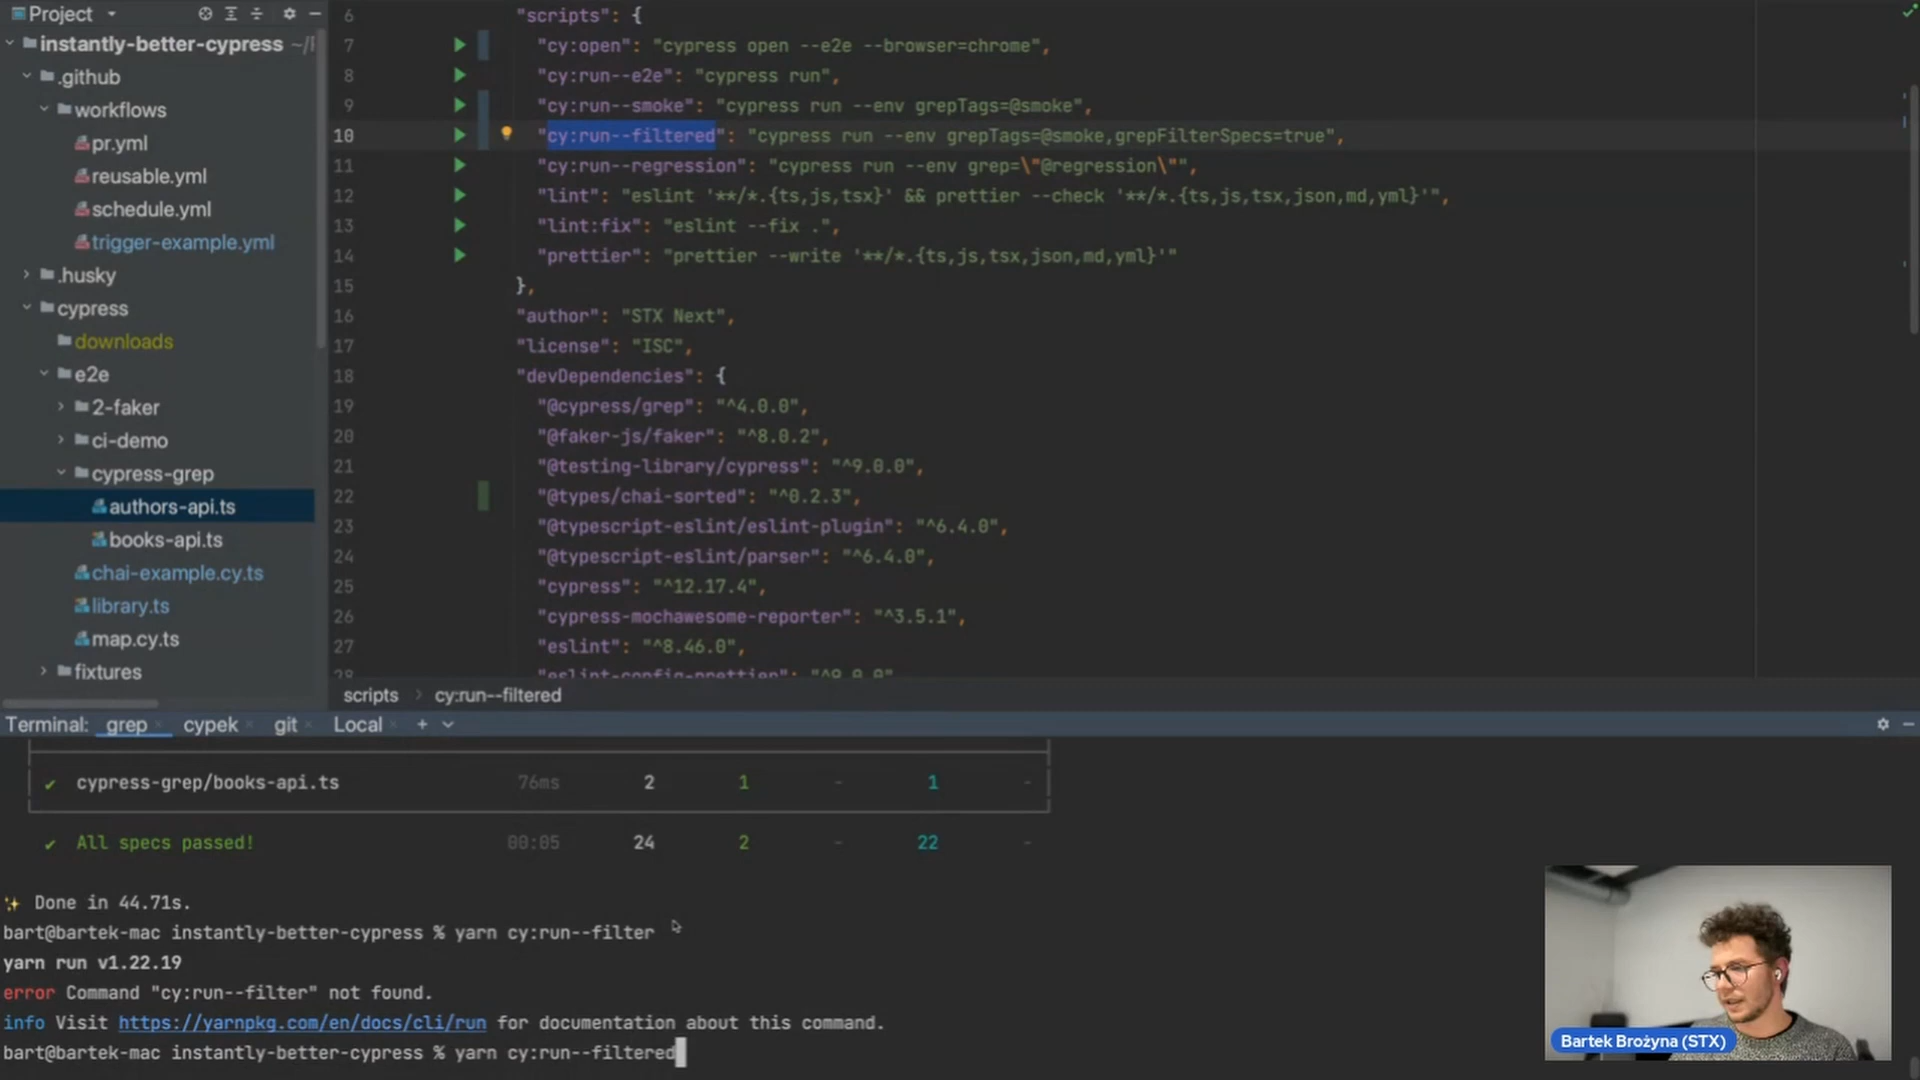 Project
instantly-better-cypress ~/
.github
workflows
pr.yml
reusable.yml
schedule.yml
trigger-example.yml
.husky
cypress
downloads
e2e
2-faker
ci-demo
cypress-grep
authors-api.ts
books-api.ts
chai-example.cy.ts
library.ts
map.cy.ts
fixtures
6 "scripts": {
7 "cy:open": "cypress open --e2e --browser=chrome",
8 "cy:run--e2e": "cypress run",
9 "cy:run--smoke": "cypress run --env grepTags=@smoke",
10 "cy:run--filtered": "cypress run --env grepTags=@smoke,grepFilterSpecs=true",
11 "cy:run--regression": "cypress run --env grep=\"@regression\"",
12 "lint": "eslint '**/*.{ts,js,tsx}' && prettier --check '**/*.{ts,js,tsx,json,md,yml}'",
13 "lint:fix": "eslint --fix .",
14 "prettier": "prettier --write '**/*.{ts,js,tsx,json,md,yml}'"
15 },
16 "author": "STX Next",
17 "license": "ISC",
18 "devDependencies": {
19 "@cypress/grep": "^4.0.0",
20 "@faker-js/faker": "^8.0.2",
21 "@testing-library/cypress": "^9.0.0",
22 "@types/chai-sorted": "^0.2.3",
23 "@typescript-eslint/eslint-plugin": "^6.4.0",
24 "@typescript-eslint/parser": "^6.4.0",
25 "cypress": "^12.17.4",
26 "cypress-mochawesome-reporter": "^3.5.1",
27 "eslint": "^8.46.0",
28 "eslint-config-prettier": "^9.0.0"
scripts > cy:run--filtered
Terminal: grep × cypek × git × Local × +
✔ cypress-grep/books-api.ts 76ms 2 1 - 1 -
✔ All specs passed! 00:05 24 2 - 22 -
✨ Done in 44.71s.
bart@bartek-mac instantly-better-cypress % yarn cy:run--filter
yarn run v1.22.19
error Command "cy:run--filter" not found.
info Visit https://yarnpkg.com/en/docs/cli/run for documentation about this command.
bart@bartek-mac instantly-better-cypress % yarn cy:run--filtered
Bartek Brożyna (STX)